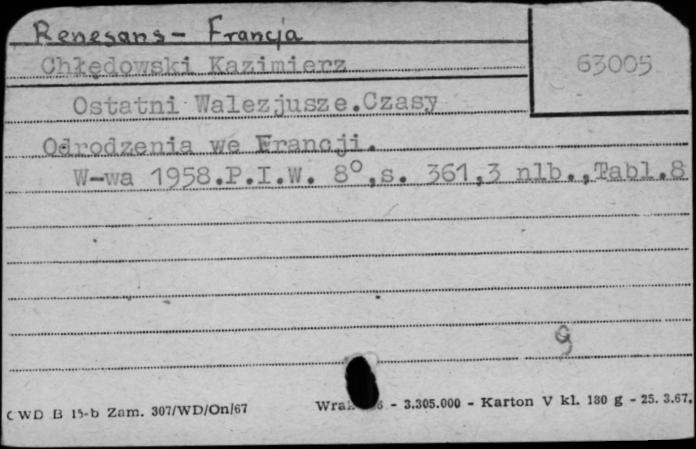 Renesans - Francja
Chłędowski Kazimierz
63005
Ostatni Walezjusze.Czasy
Odrodzenia we Francji.
W-wa 1958.P.I.W. 8°,s. 361,3 nlb.,Tabl.8
g
CWD B 15-b Zam. 307/WD/On/67 - 3.305.000 - Karton V kl. 180 g - 25. 3.67.